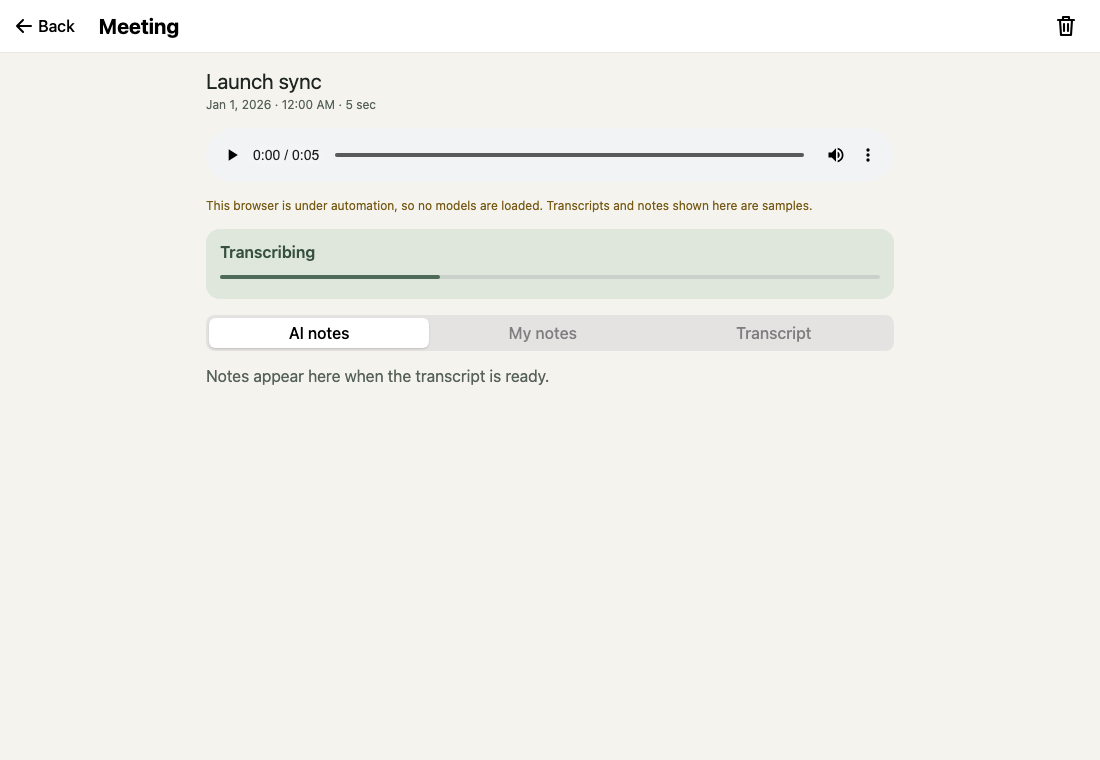 Back
Meeting
Launch sync
Jan 1, 2026 · 12:00 AM · 5 sec
0:00 / 0:05
This browser is under automation, so no models are loaded. Transcripts and notes shown here are samples.
Transcribing
AI notes
My notes
Transcript
Notes appear here when the transcript is ready.